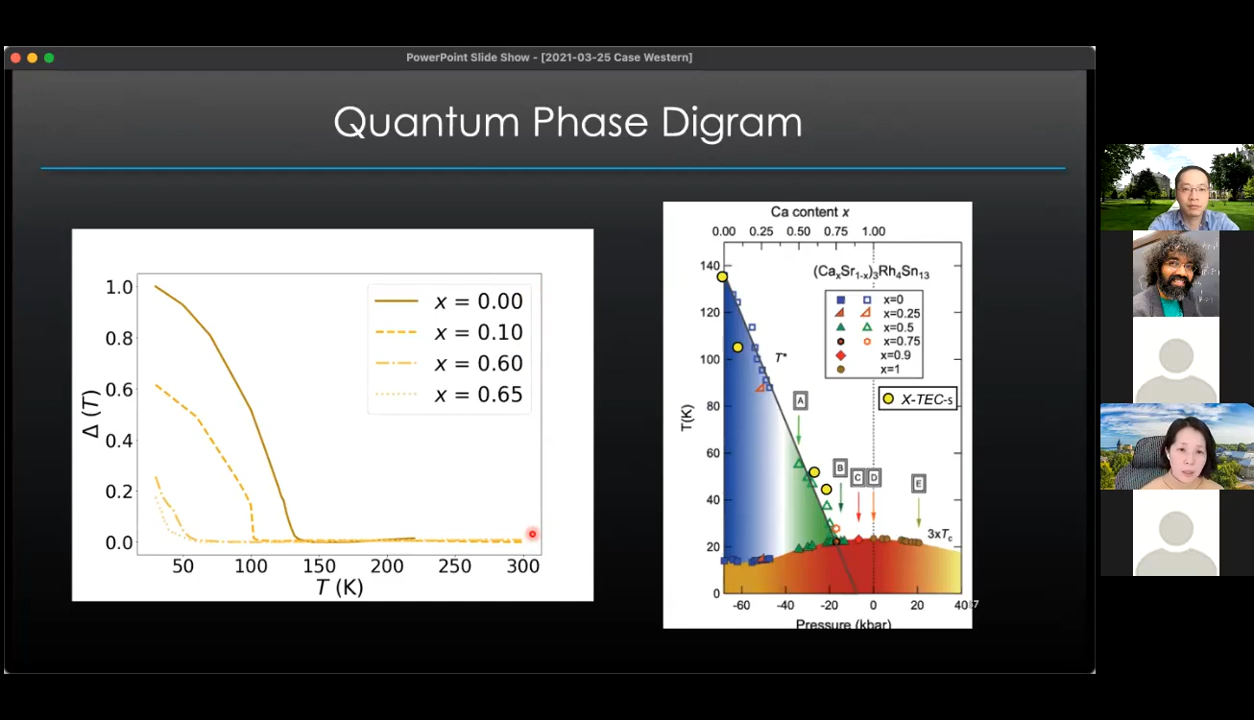 PowerPoint Slide Show - [2021-03-25 Case Western]
Quantum Phase Digram
1.0
0.8
0.6
0.4
0.2
0.0
Δ (T)
x = 0.00
x = 0.10
x = 0.60
x = 0.65
50 100 150 200 250 300
T (K)
Ca content x
0.00 0.25 0.50 0.75 1.00
(CaxSr1-x)3Rh4Sn13
x=0
x=0.25
x=0.5
x=0.75
x=0.9
x=1
X-TEC-s
T*
A
B
C
D
E
3xTc
140
120
100
80
60
40
20
0
T(K)
-60 -40 -20 0 20 40
Pressure (kbar)